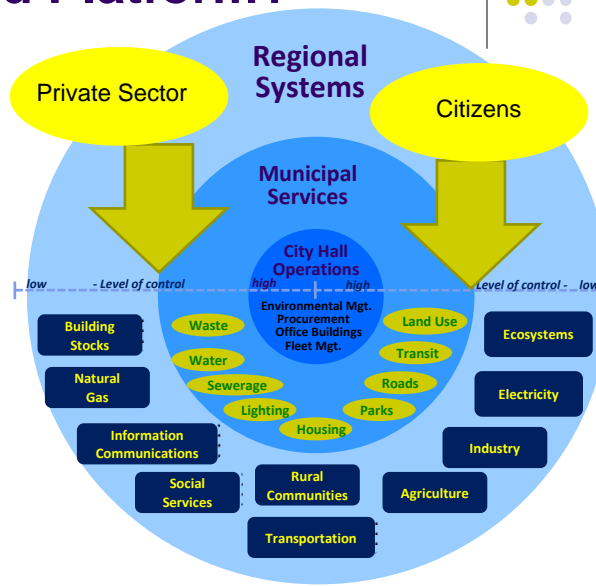 Regional
Systems
Private Sector
Citizens
Municipal
Services
City Hall
Operations
low
- Level of control
high
high
Level of control -
low
Environmental Mgt.
Procurement
Office Buildings
Fleet Mgt.
Building
Stocks
Waste
Land Use
Ecosystems
Water
Transit
Natural
Gas
Sewerage
Roads
Electricity
Lighting
Parks
Housing
Information
Communications
Industry
Social
Services
Rural
Communities
Agriculture
Transportation